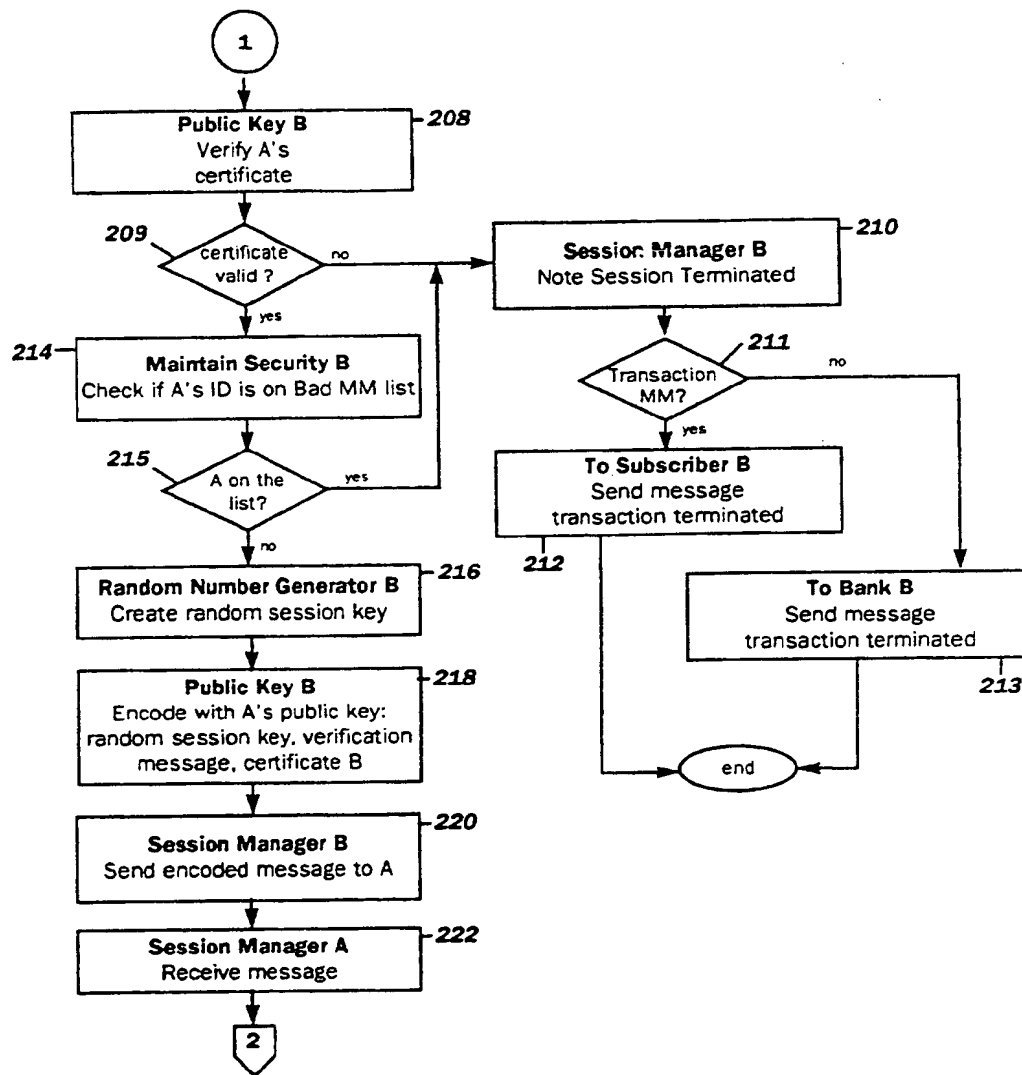 1
Public Key B
Verify A's
certificate
208
209
certificate
valid ?
no
yes
Session Manager B
Note Session Terminated
210
214
Maintain Security B
Check if A's ID is on Bad MM list
211
Transaction
MM?
no
yes
215
A on the
list?
yes
no
To Subscriber B
Send message
transaction terminated
212
Random Number Generator B
Create random session key
216
To Bank B
Send message
transaction terminated
213
Public Key B
Encode with A's public key:
random session key, verification
message, certificate B
218
end
Session Manager B
Send encoded message to A
220
Session Manager A
Receive message
222
2